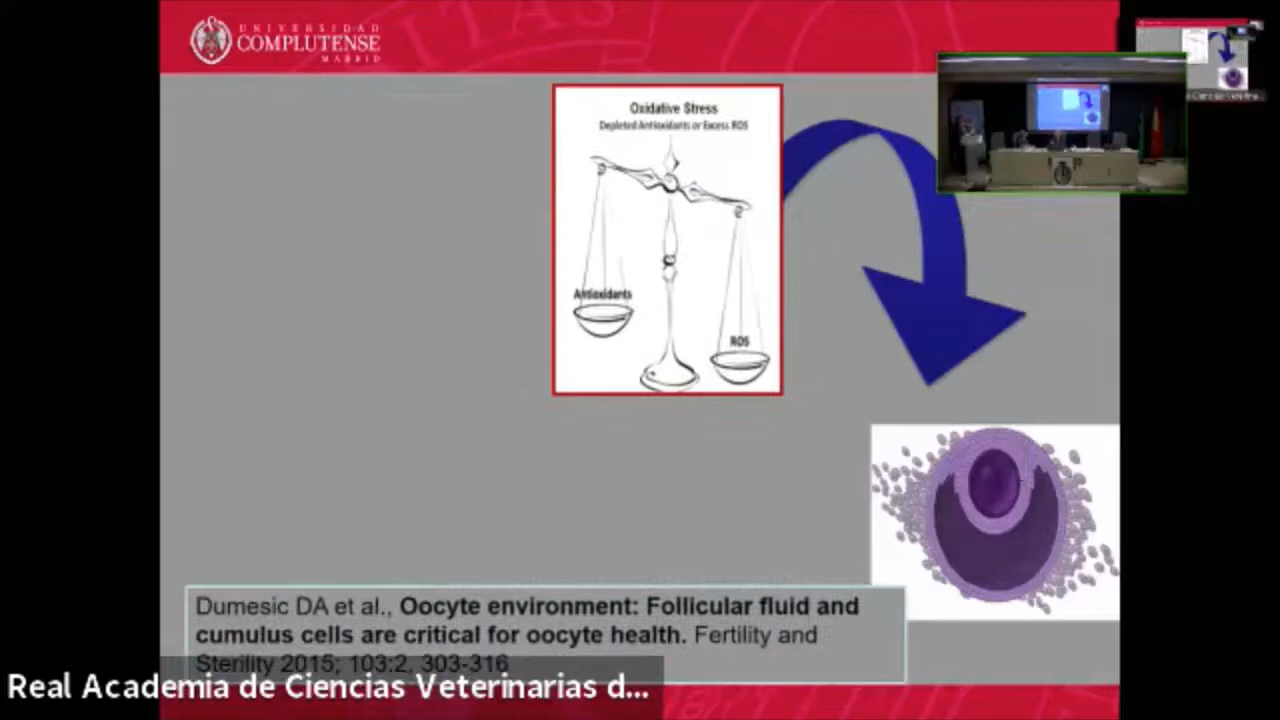 UNIVERSIDAD
COMPLUTENSE
MADRID
Oxidative Stress
Depleted Antioxidants or Excess ROS
Antioxidants
ROS
Dumesic DA et al., Oocyte environment: Follicular fluid and
cumulus cells are critical for oocyte health. Fertility and
Sterility 2015; 103:2, 303-316
Real Academia de Ciencias Veterinarias d...